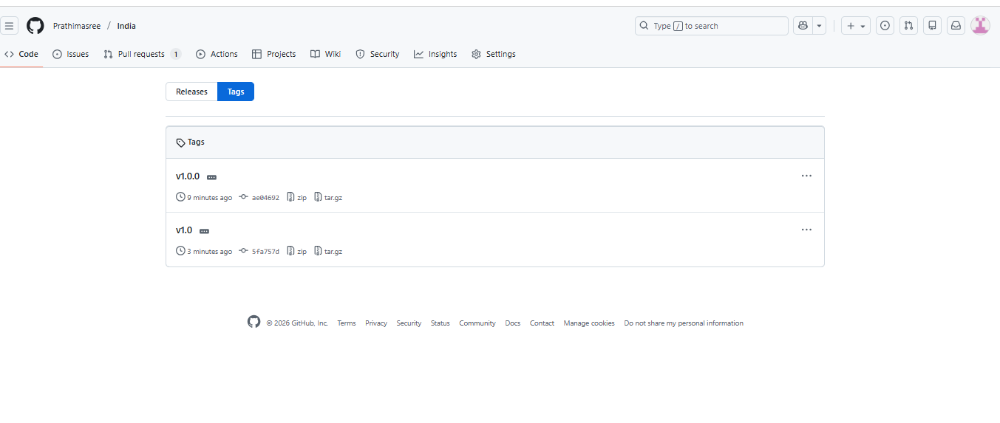 Prathimasree / India
Type / to search
Code Issues Pull requests 1 Actions Projects Wiki Security Insights Settings
Releases Tags
Tags
v1.0.0
9 minutes ago ae04692 zip tar.gz
v1.0
3 minutes ago 5fa757d zip tar.gz
© 2026 GitHub, Inc. Terms Privacy Security Status Community Docs Contact Manage cookies Do not share my personal information